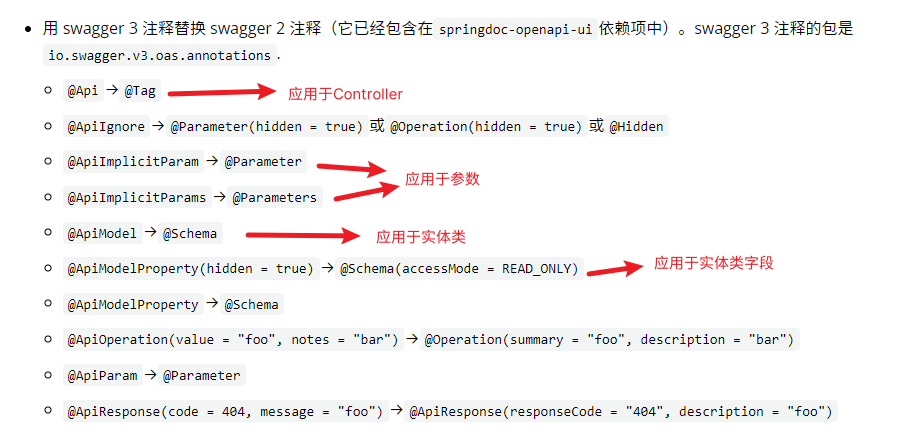 用 swagger 3 注释替换 swagger 2 注释（它已经包含在 springdoc-openapi-ui 依赖项中）。swagger 3 注释的包是
io.swagger.v3.oas.annotations .
@Api → @Tag 应用于Controller
@ApiIgnore → @Parameter(hidden = true) 或 @Operation(hidden = true) 或 @Hidden
@ApiImplicitParam → @Parameter
应用于参数
@ApiImplicitParams → @Parameters
@ApiModel → @Schema 应用于实体类
@ApiModelProperty(hidden = true) → @Schema(accessMode = READ_ONLY) 应用于实体类字段
@ApiModelProperty → @Schema
@ApiOperation(value = "foo", notes = "bar") → @Operation(summary = "foo", description = "bar")
@ApiParam → @Parameter
@ApiResponse(code = 404, message = "foo") → @ApiResponse(responseCode = "404", description = "foo")